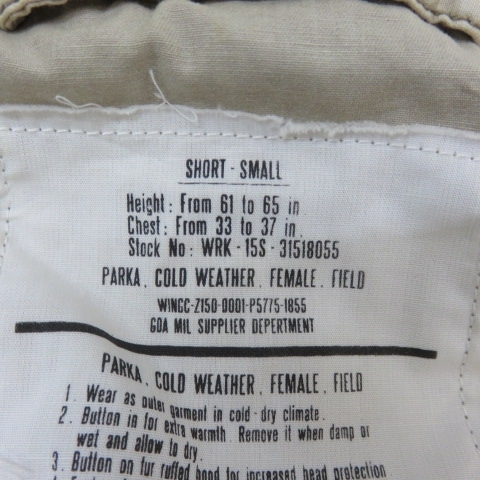 SHORT - SMALL
Height: From 61 to 65 in
Chest: From 33 to 37 in.
Stock No: WRK - 15S - 31518055
PARKA, COLD WEATHER, FEMALE, FIELD
WINGC-Z150-0001-P5775-1855
GDA MIL SUPPLIER DEPERTMENT
PARKA, COLD WEATHER, FEMALE, FIELD
1. Wear as outer garment in cold-dry climate.
2. Button in for extra warmth. Remove it when damp or
wet and allow to dry.
3. Button on fur ruffed hood for increased head protection